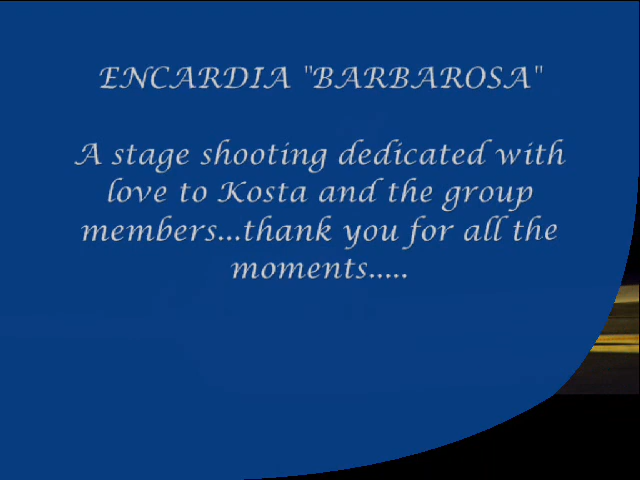 ENCARDIA "BARBAROSA"
A stage shooting dedicated with
love to Kosta and the group
members...thank you for all the
moments.....